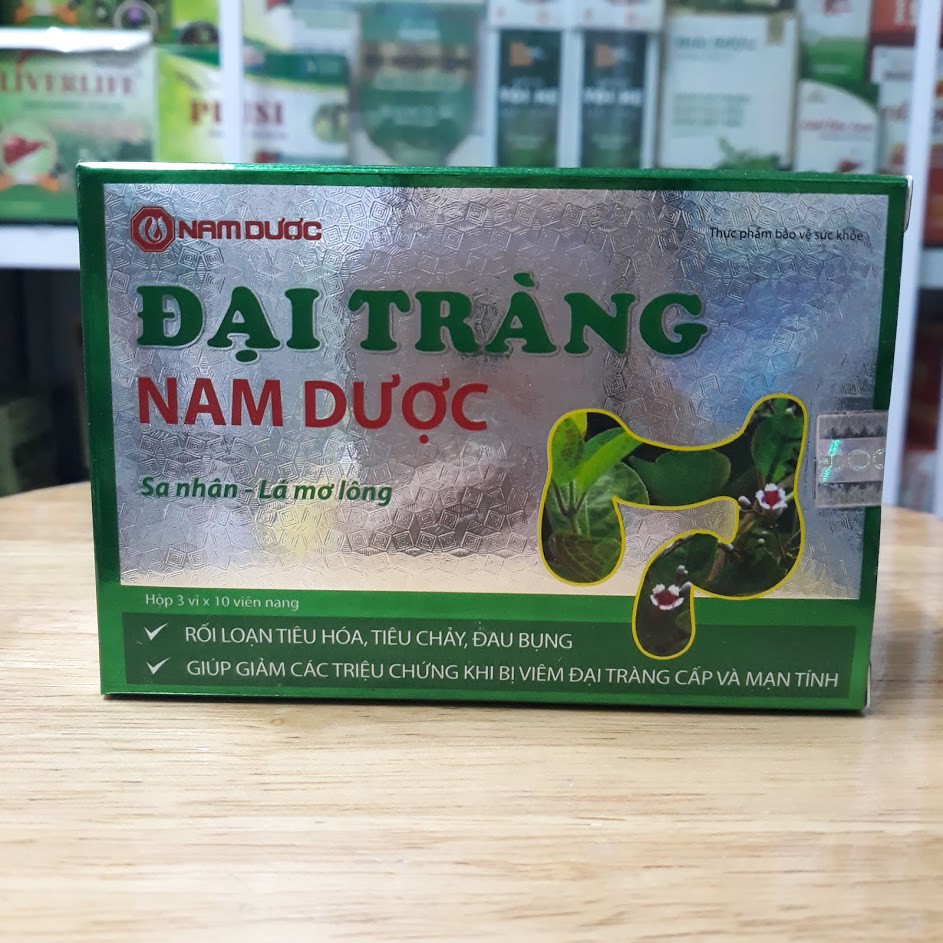 LIVERLIFE
NAM DƯỢC
Thực phẩm bảo vệ sức khỏe
ĐẠI TRÀNG
NAM DƯỢC
Sa nhân - Lá mơ lông
Hộp 3 vỉ x 10 viên nang
RỐI LOẠN TIÊU HÓA, TIÊU CHẢY, ĐAU BỤNG
GIÚP GIẢM CÁC TRIỆU CHỨNG KHI BỊ VIÊM ĐẠI TRÀNG CẤP VÀ MẠN TÍNH